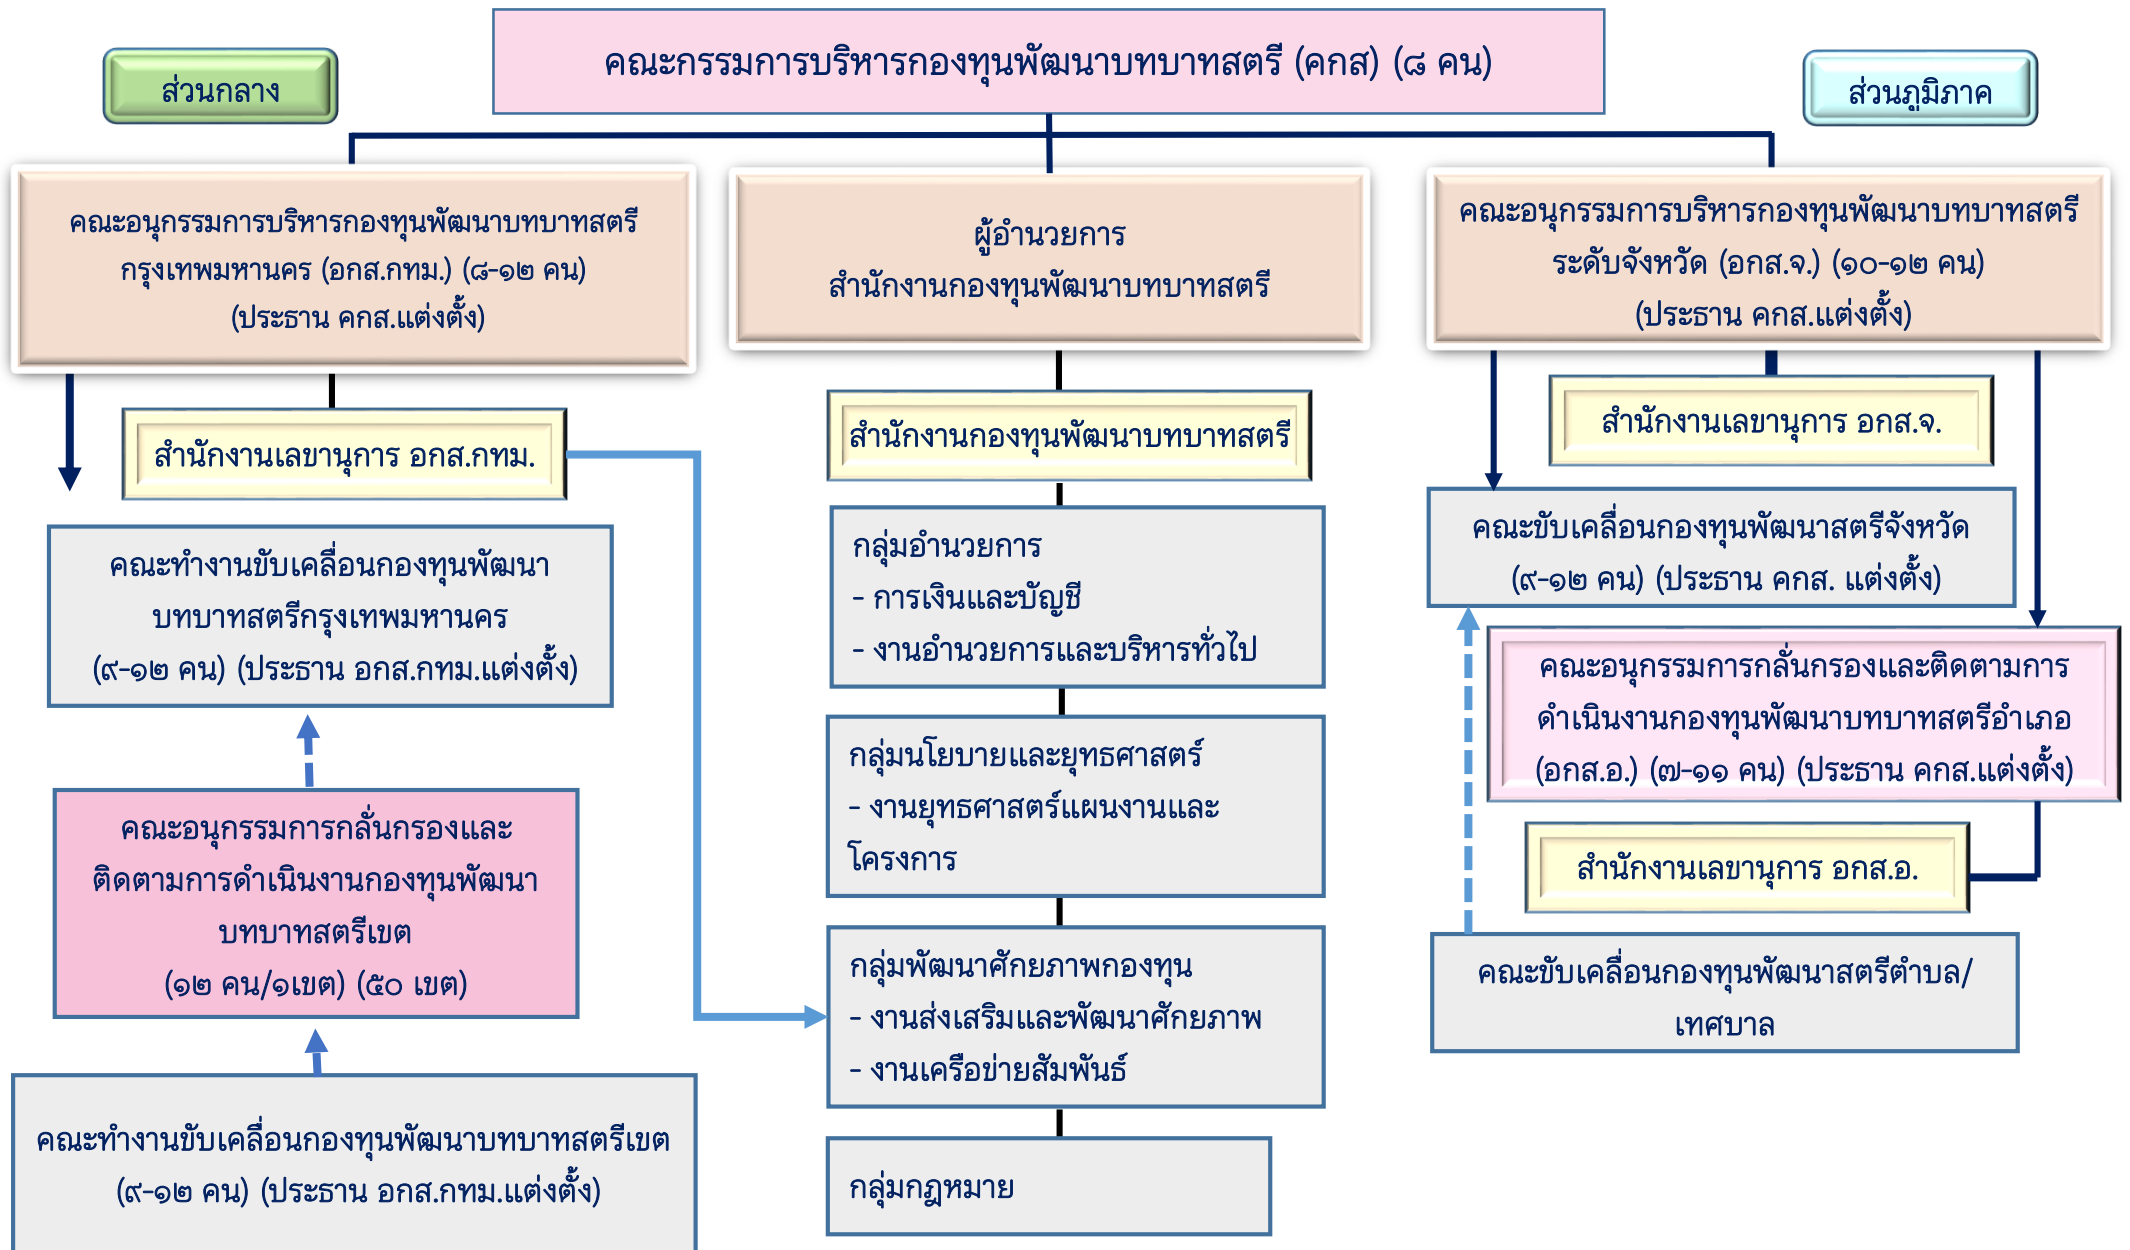 คณะกรรมการบริหารกองทุนพัฒนาบทบาทสตรี (คกส) (๘ คน)
ส่วนกลาง
ส่วนภูมิภาค
คณะอนุกรรมการบริหารกองทุนพัฒนาบทบาทสตรี
กรุงเทพมหานคร (อกส.กทม.) (๘-๑๒ คน)
(ประธาน คกส.แต่งตั้ง)
สำนักงานเลขานุการ อกส.กทม.
คณะทำงานขับเคลื่อนกองทุนพัฒนา
บทบาทสตรีกรุงเทพมหานคร
(๙-๑๒ คน) (ประธาน อกส.กทม.แต่งตั้ง)
คณะอนุกรรมการกลั่นกรองและ
ติดตามการดำเนินงานกองทุนพัฒนา
บทบาทสตรีเขต
(๑๒ คน/๑เขต) (๕๐ เขต)
คณะทำงานขับเคลื่อนกองทุนพัฒนาบทบาทสตรีเขต
(๙-๑๒ คน) (ประธาน อกส.กทม.แต่งตั้ง)
ผู้อำนวยการ
สำนักงานกองทุนพัฒนาบทบาทสตรี
สำนักงานกองทุนพัฒนาบทบาทสตรี
กลุ่มอำนวยการ
- การเงินและบัญชี
- งานอำนวยการและบริหารทั่วไป
กลุ่มนโยบายและยุทธศาสตร์
- งานยุทธศาสตร์แผนงานและ
โครงการ
กลุ่มพัฒนาศักยภาพกองทุน
- งานส่งเสริมและพัฒนาศักยภาพ
- งานเครือข่ายสัมพันธ์
กลุ่มกฎหมาย
คณะอนุกรรมการบริหารกองทุนพัฒนาบทบาทสตรี
ระดับจังหวัด (อกส.จ.) (๑๐-๑๒ คน)
(ประธาน คกส.แต่งตั้ง)
สำนักงานเลขานุการ อกส.จ.
คณะขับเคลื่อนกองทุนพัฒนาสตรีจังหวัด
(๙-๑๒ คน) (ประธาน คกส. แต่งตั้ง)
คณะอนุกรรมการกลั่นกรองและติดตามการ
ดำเนินงานกองทุนพัฒนาบทบาทสตรีอำเภอ
(อกส.อ.) (๗-๑๑ คน) (ประธาน คกส.แต่งตั้ง)
สำนักงานเลขานุการ อกส.อ.
คณะขับเคลื่อนกองทุนพัฒนาสตรีตำบล/
เทศบาล